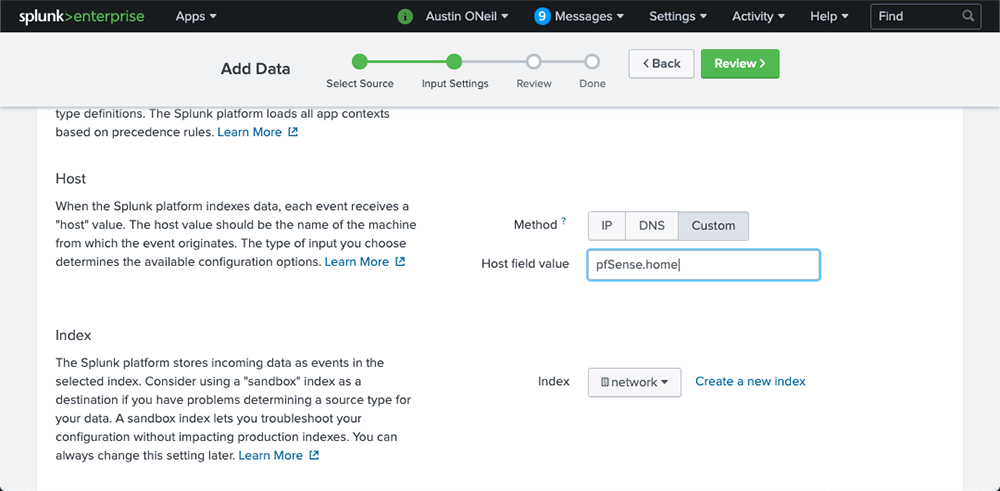 splunk>enterprise Apps ▾ i Austin ONeil ▾ 9 Messages ▾ Settings ▾ Activity ▾ Help ▾ Find
Add Data
Select Source Input Settings Review Done
< Back Review >
type definitions. The Splunk platform loads all app contexts
based on precedence rules. Learn More
Host
When the Splunk platform indexes data, each event receives a
"host" value. The host value should be the name of the machine
from which the event originates. The type of input you choose
determines the available configuration options. Learn More
Method ? IP DNS Custom
Host field value pfSense.home
Index
The Splunk platform stores incoming data as events in the
selected index. Consider using a "sandbox" index as a
destination if you have problems determining a source type for
your data. A sandbox index lets you troubleshoot your
configuration without impacting production indexes. You can
always change this setting later. Learn More
Index network ▾ Create a new index